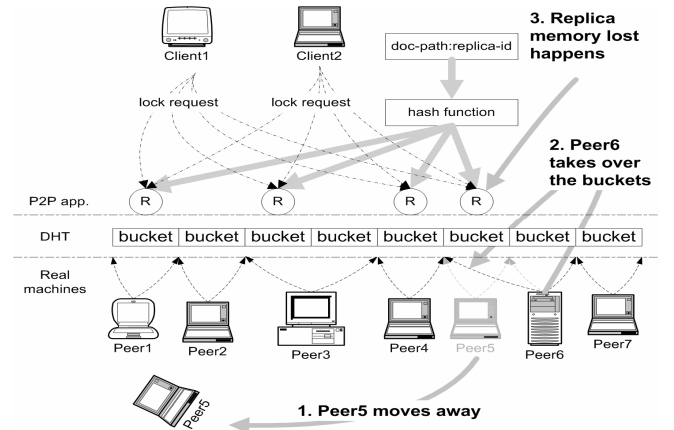 3. Replica
memory lost
happens
doc-path:replica-id
Client1
Client2
lock request
lock request
hash function
2. Peer6
takes over
the buckets
P2P app.
R
R
R
R
DHT
bucket
bucket
bucket
bucket
bucket
bucket
bucket
bucket
Real
machines
Peer1
Peer2
Peer3
Peer4
Peer5
Peer6
Peer7
Peer5
1. Peer5 moves away